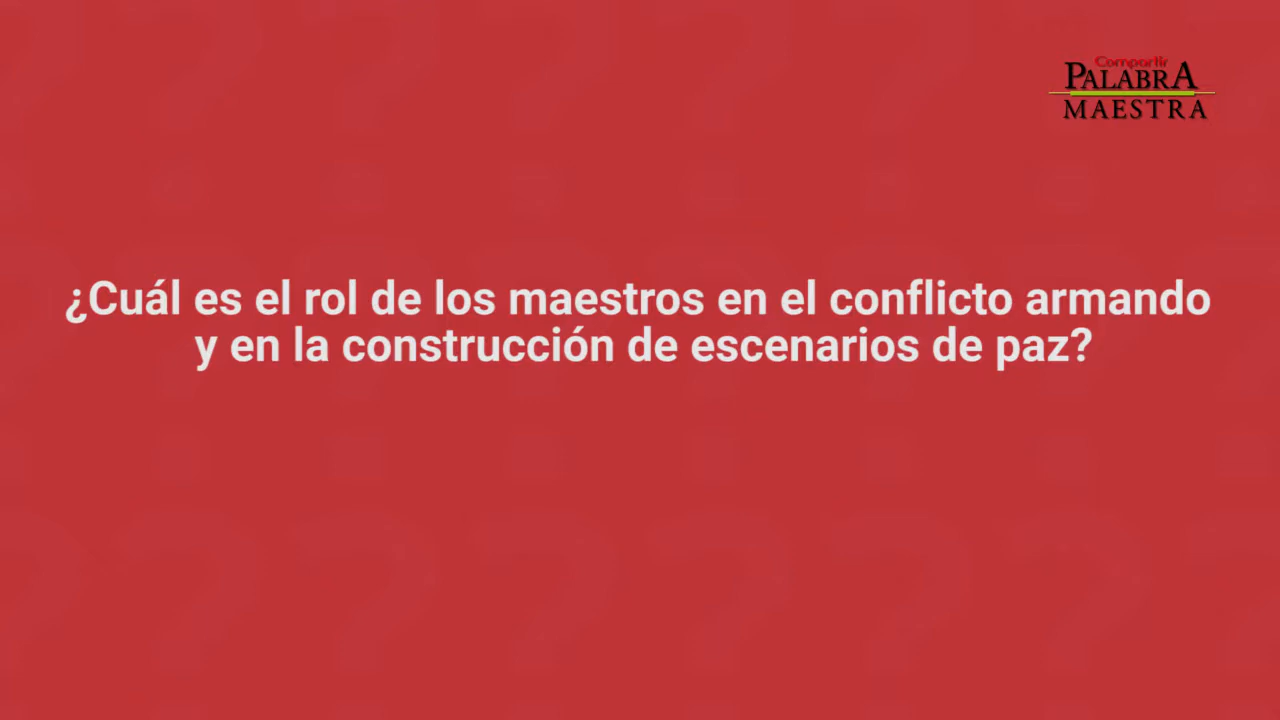 Compartir
PALABRA
MAESTRA
¿Cuál es el rol de los maestros en el conflicto armando
y en la construcción de escenarios de paz?